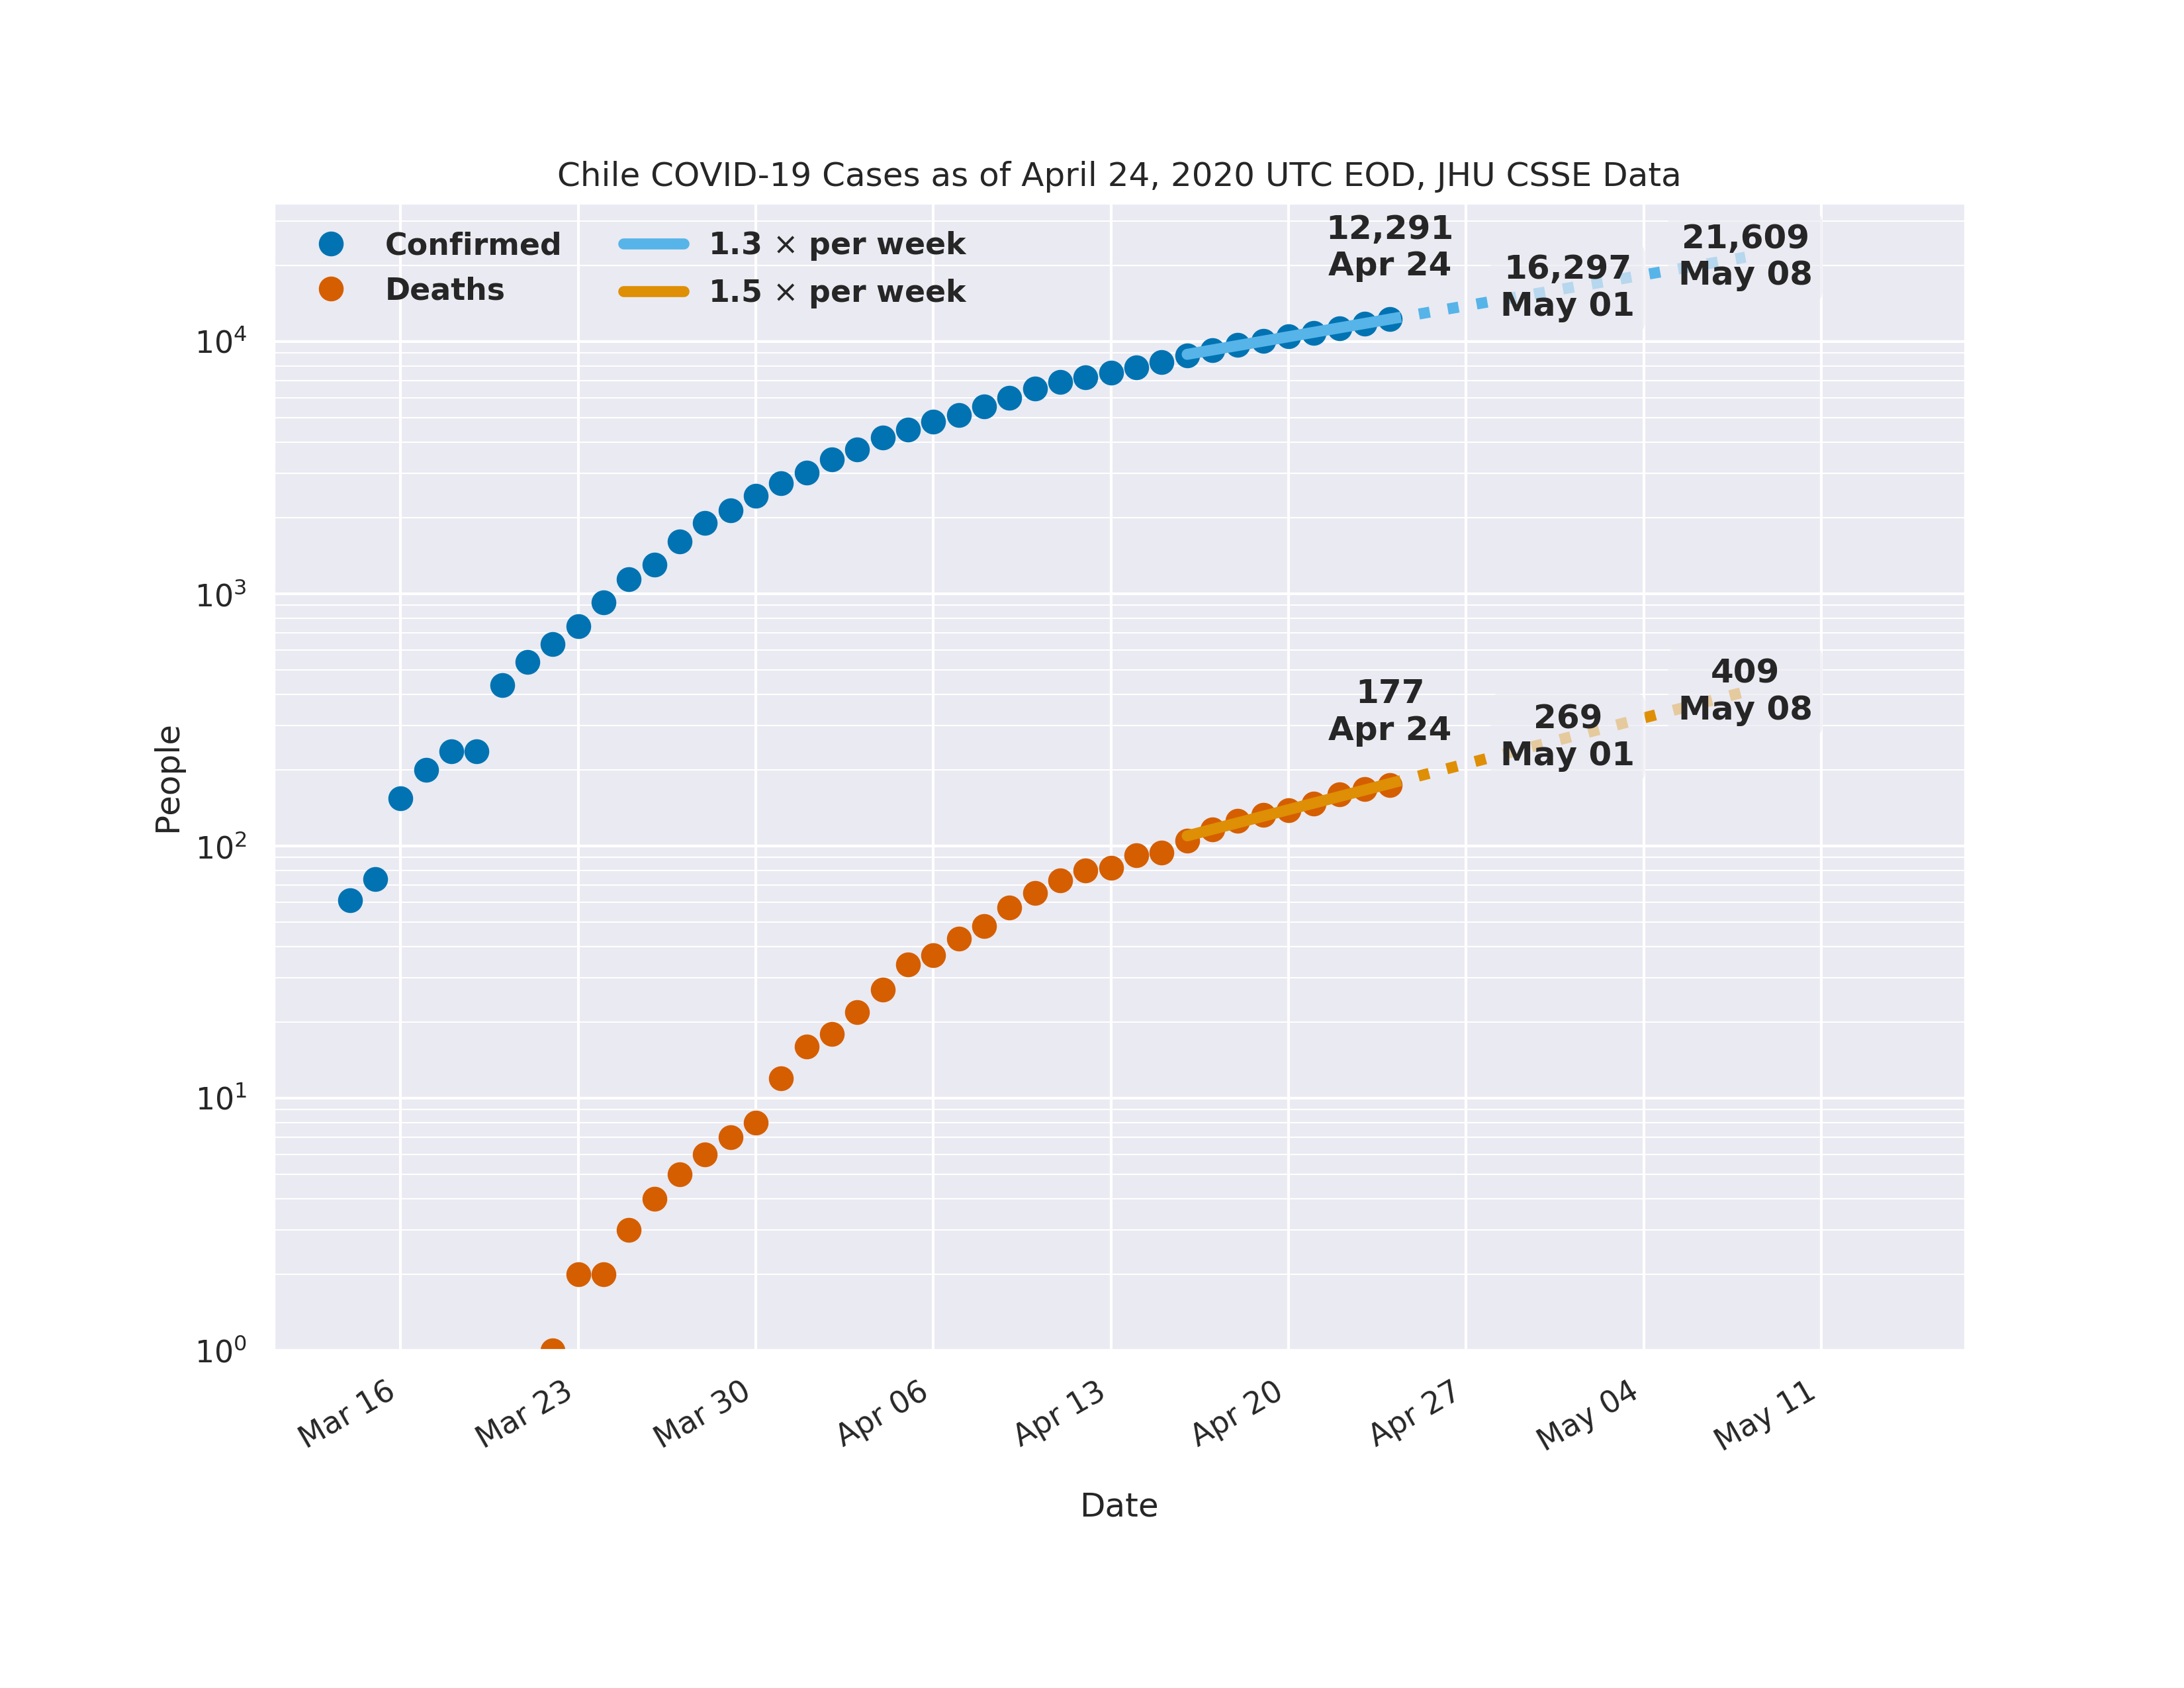 Chile COVID-19 Cases as of April 24, 2020 UTC EOD, JHU CSSE Data
Confirmed
Deaths
1.3 × per week
1.5 × per week
12,291
Apr 24
16,297
May 01
21,609
May 08
177
Apr 24
269
May 01
409
May 08
People
10⁴
10³
10²
10¹
10⁰
Mar 16
Mar 23
Mar 30
Apr 06
Apr 13
Apr 20
Apr 27
May 04
May 11
Date